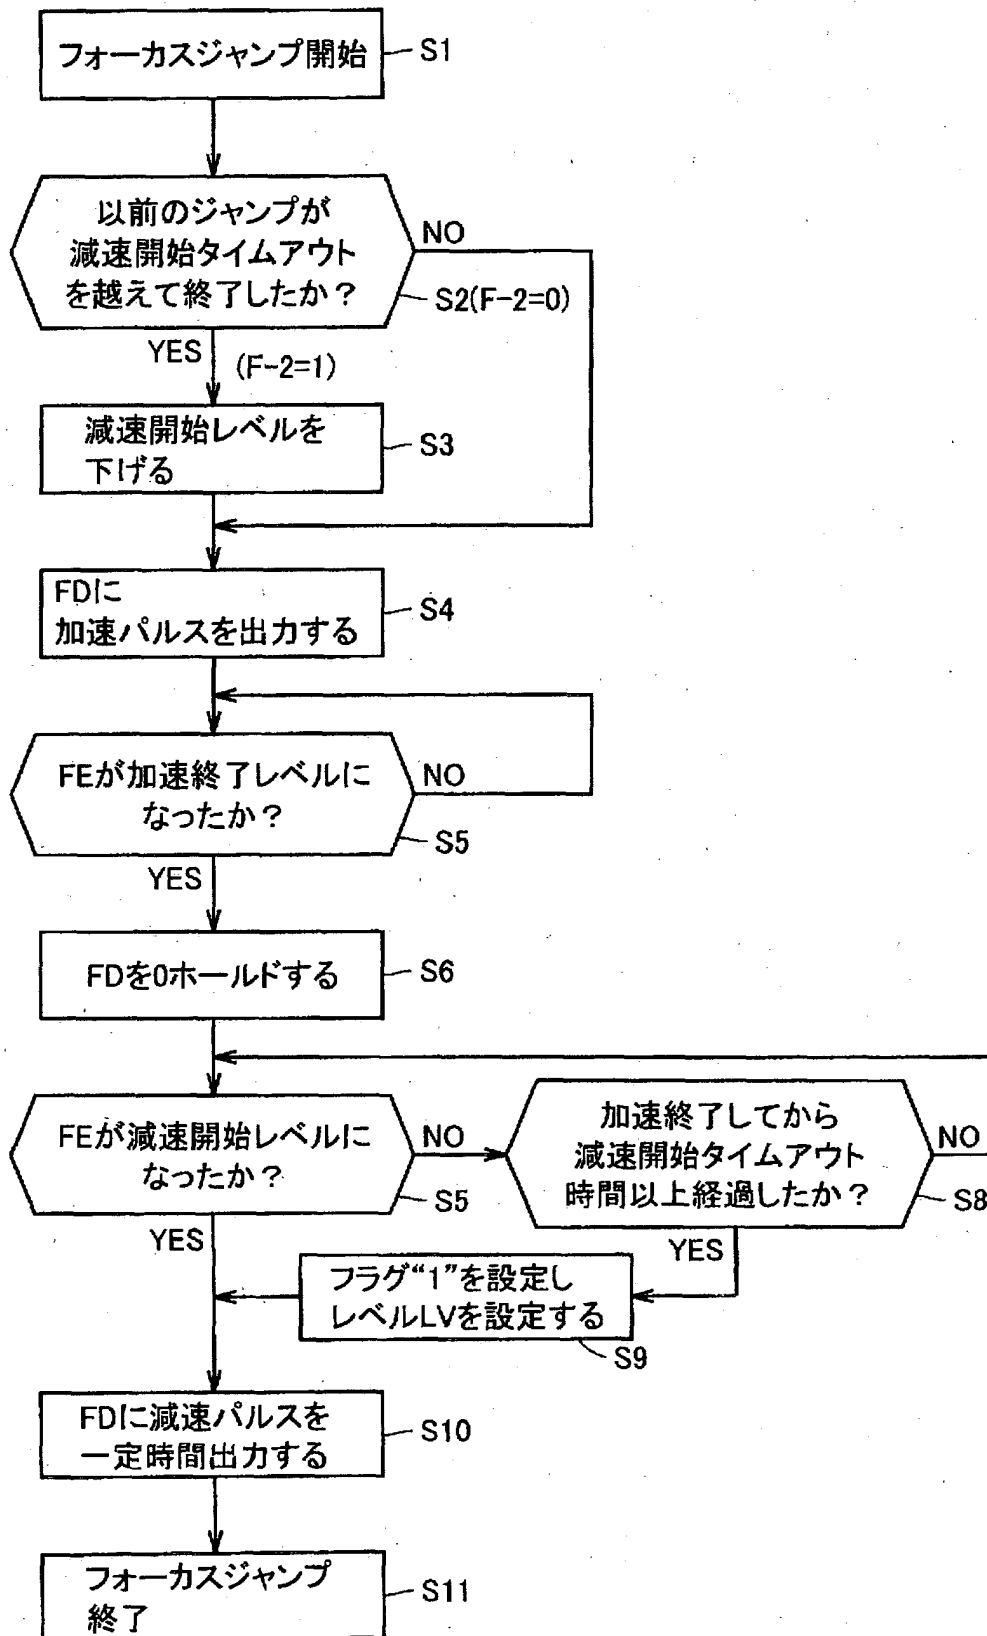 フォーカスジャンプ開始
S1
以前のジャンプが
減速開始タイムアウト
を越えて終了したか？
NO
S2(F-2=0)
YES
(F-2=1)
減速開始レベルを
下げる
S3
FDに
加速パルスを出力する
S4
FEが加速終了レベルに
なったか？
NO
S5
YES
FDを0ホールドする
S6
FEが減速開始レベルに
なったか？
NO
S5
YES
加速終了してから
減速開始タイムアウト
時間以上経過したか？
NO
S8
YES
フラグ“1”を設定し
レベルLVを設定する
S9
FDに減速パルスを
一定時間出力する
S10
フォーカスジャンプ
終了
S11